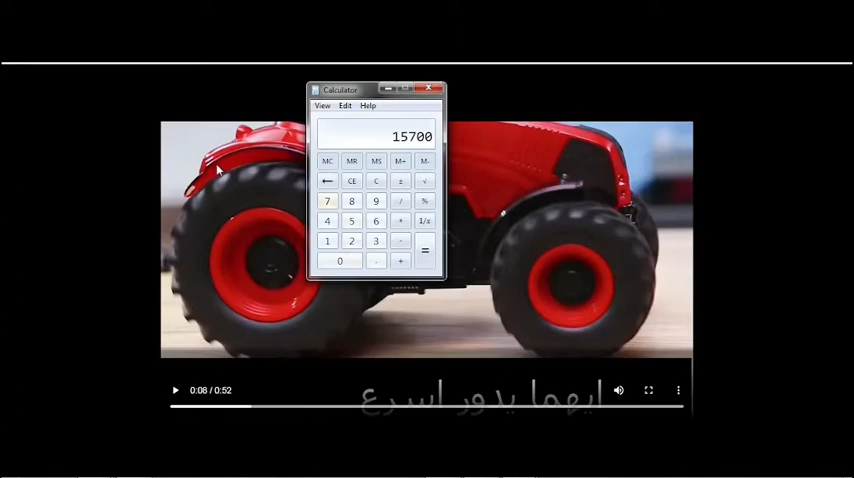 Calculator
View Edit Help
15700
MC MR MS M+ M-
← CE C ± √
7 8 9 / %
4 5 6 * 1/x
1 2 3 - =
0 . +
0:08 / 0:52
ايهما يدور اسرع